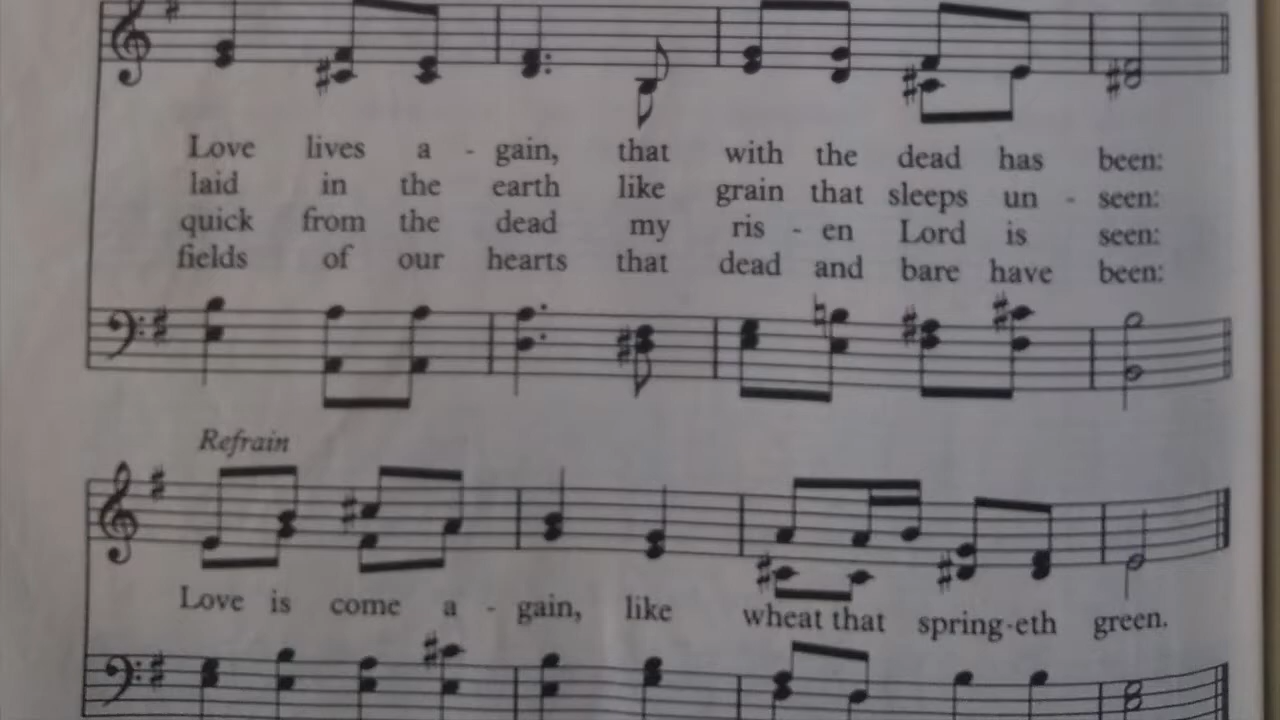 Love lives a - gain, that with the dead has been:
laid in the earth like grain that sleeps un - seen:
quick from the dead my ris - en Lord is seen:
fields of our hearts that dead and bare have been:
Refrain
Love is come a - gain, like wheat that spring-eth green.